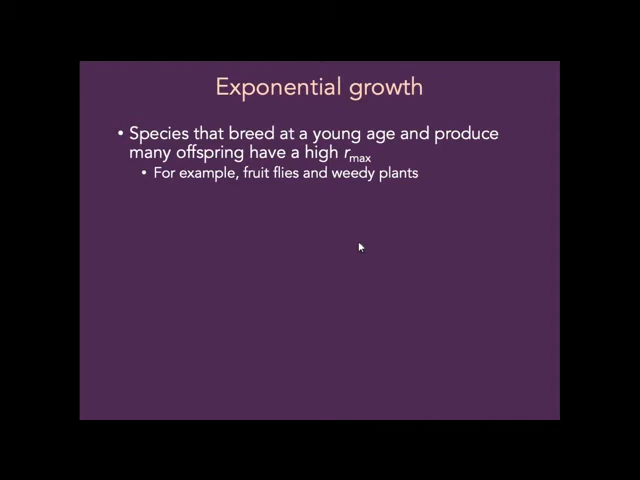 Exponential growth
• Species that breed at a young age and produce
many offspring have a high rmax
• For example, fruit flies and weedy plants